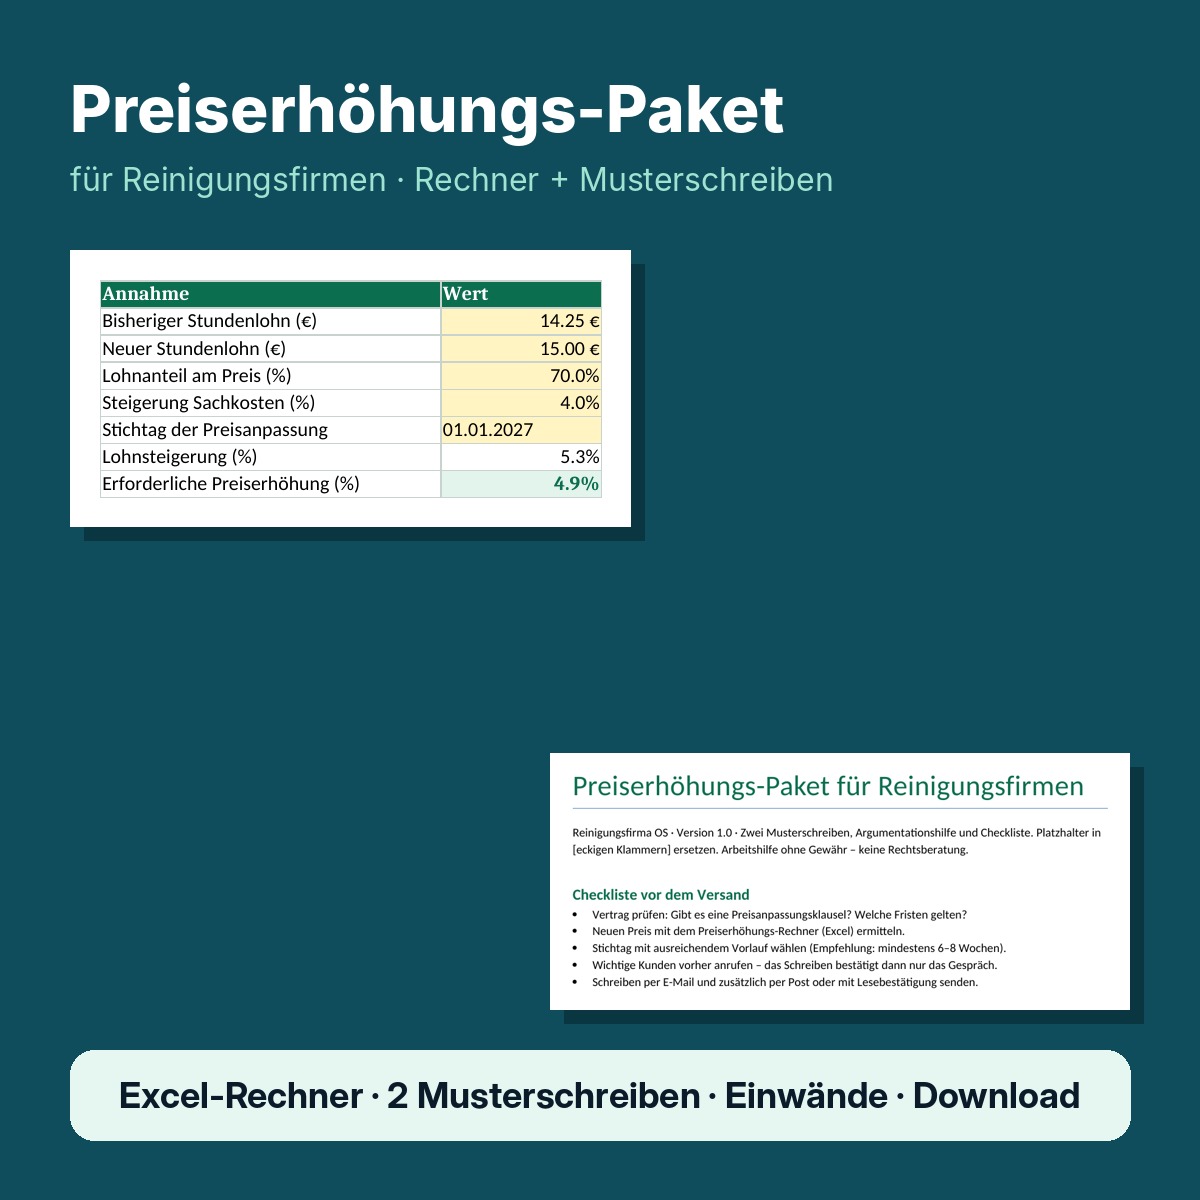 Preiserhöhungs-Paket
für Reinigungsfirmen · Rechner + Musterschreiben
Annahme Wert
Bisheriger Stundenlohn (€) 14.25 €
Neuer Stundenlohn (€) 15.00 €
Lohnanteil am Preis (%) 70.0%
Steigerung Sachkosten (%) 4.0%
Stichtag der Preisanpassung 01.01.2027
Lohnsteigerung (%) 5.3%
Erforderliche Preiserhöhung (%) 4.9%
Preiserhöhungs-Paket für Reinigungsfirmen
Reinigungsfirma OS · Version 1.0 · Zwei Musterschreiben, Argumentationshilfe und Checkliste. Platzhalter in
[eckigen Klammern] ersetzen. Arbeitshilfe ohne Gewähr – keine Rechtsberatung.
Checkliste vor dem Versand
• Vertrag prüfen: Gibt es eine Preisanpassungsklausel? Welche Fristen gelten?
• Neuen Preis mit dem Preiserhöhungs-Rechner (Excel) ermitteln.
• Stichtag mit ausreichendem Vorlauf wählen (Empfehlung: mindestens 6–8 Wochen).
• Wichtige Kunden vorher anrufen – das Schreiben bestätigt dann nur das Gespräch.
• Schreiben per E-Mail und zusätzlich per Post oder mit Lesebestätigung senden.
Excel-Rechner · 2 Musterschreiben · Einwände · Download